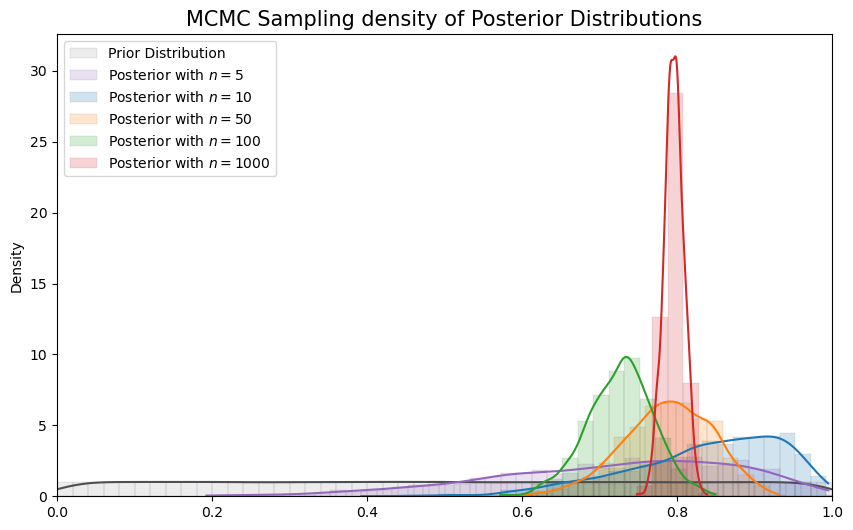 MCMC Sampling density of Posterior Distributions
Prior Distribution
Posterior with n = 5
Posterior with n = 10
Posterior with n = 50
Posterior with n = 100
Posterior with n = 1000
Density
30
25
20
15
10
5
0
0.0 0.2 0.4 0.6 0.8 1.0